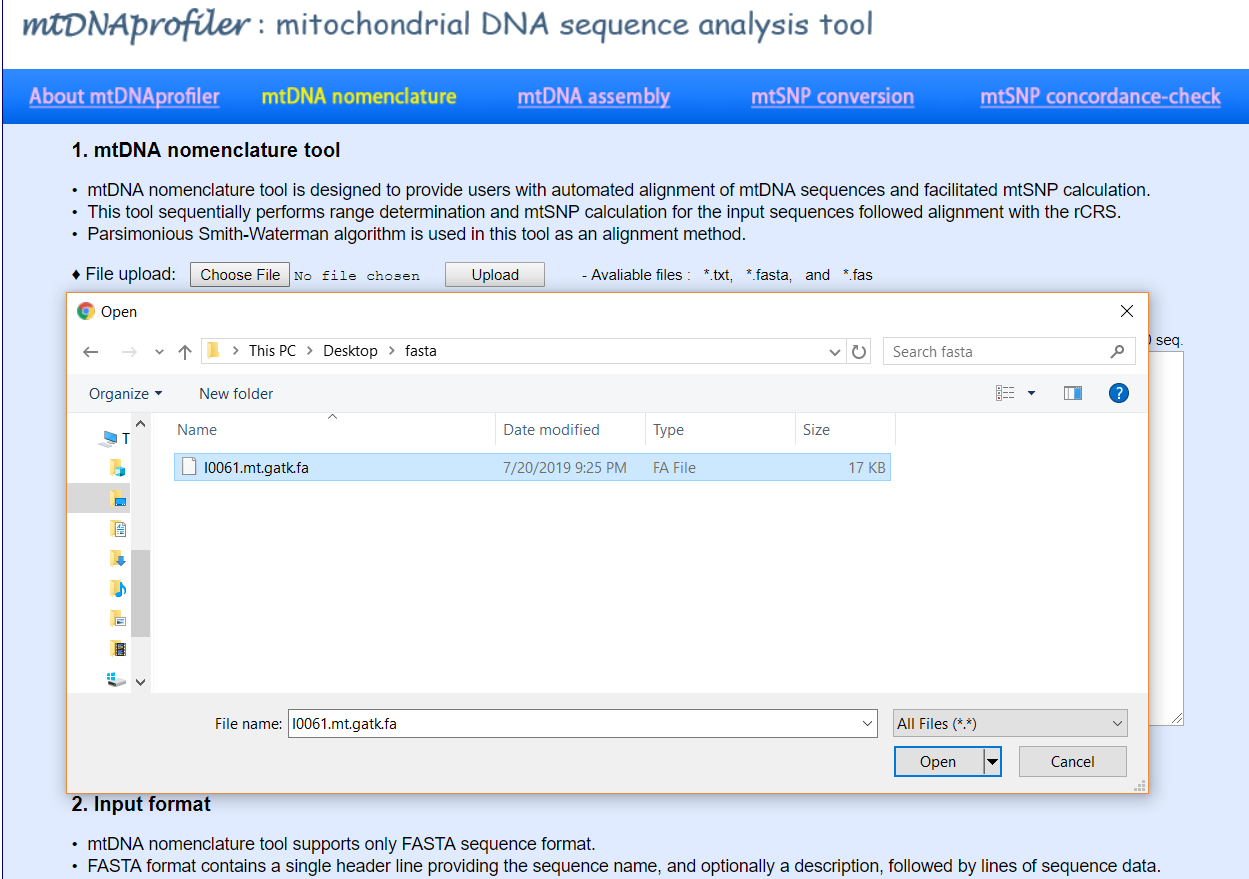 mtDNAprofiler : mitochondrial DNA sequence analysis tool
About mtDNAprofiler mtDNA nomenclature mtDNA assembly mtSNP conversion mtSNP concordance-check
1. mtDNA nomenclature tool
• mtDNA nomenclature tool is designed to provide users with automated alignment of mtDNA sequences and facilitated mtSNP calculation.
• This tool sequentially performs range determination and mtSNP calculation for the input sequences followed alignment with the rCRS.
• Parsimonious Smith-Waterman algorithm is used in this tool as an alignment method.
♦ File upload: Choose File No file chosen Upload - Avaliable files : *.txt, *.fasta, and *.fas
Open
seq.
This PC > Desktop > fasta Search fasta
Organize New folder
Name Date modified Type Size
T
I0061.mt.gatk.fa 7/20/2019 9:25 PM FA File 17 KB
File name: I0061.mt.gatk.fa All Files (*.*)
Open Cancel
2. Input format
• mtDNA nomenclature tool supports only FASTA sequence format.
• FASTA format contains a single header line providing the sequence name, and optionally a description, followed by lines of sequence data.